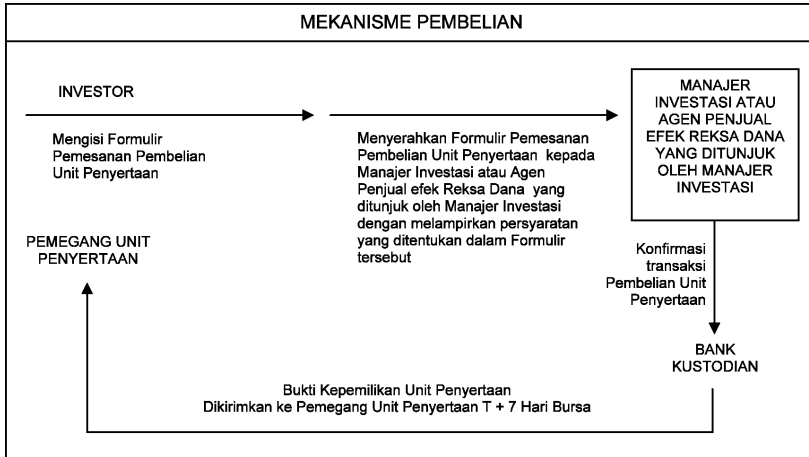 MEKANISME PEMBELIAN
INVESTOR
Mengisi Formulir
Pemesanan Pembelian
Unit Penyertaan
Menyerahkan Formulir Pemesanan
Pembelian Unit Penyertaan kepada
Manajer Investasi atau Agen
Penjual efek Reksa Dana yang
ditunjuk oleh Manajer Investasi
dengan melampirkan persyaratan
yang ditentukan dalam Formulir
tersebut
MANAJER
INVESTASI ATAU
AGEN PENJUAL
EFEK REKSA DANA
YANG DITUNJUK
OLEH MANAJER
INVESTASI
Konfirmasi
transaksi
Pembelian Unit
Penyertaan
BANK
KUSTODIAN
Bukti Kepemilikan Unit Penyertaan
Dikirimkan ke Pemegang Unit Penyertaan T + 7 Hari Bursa
PEMEGANG UNIT
PENYERTAAN